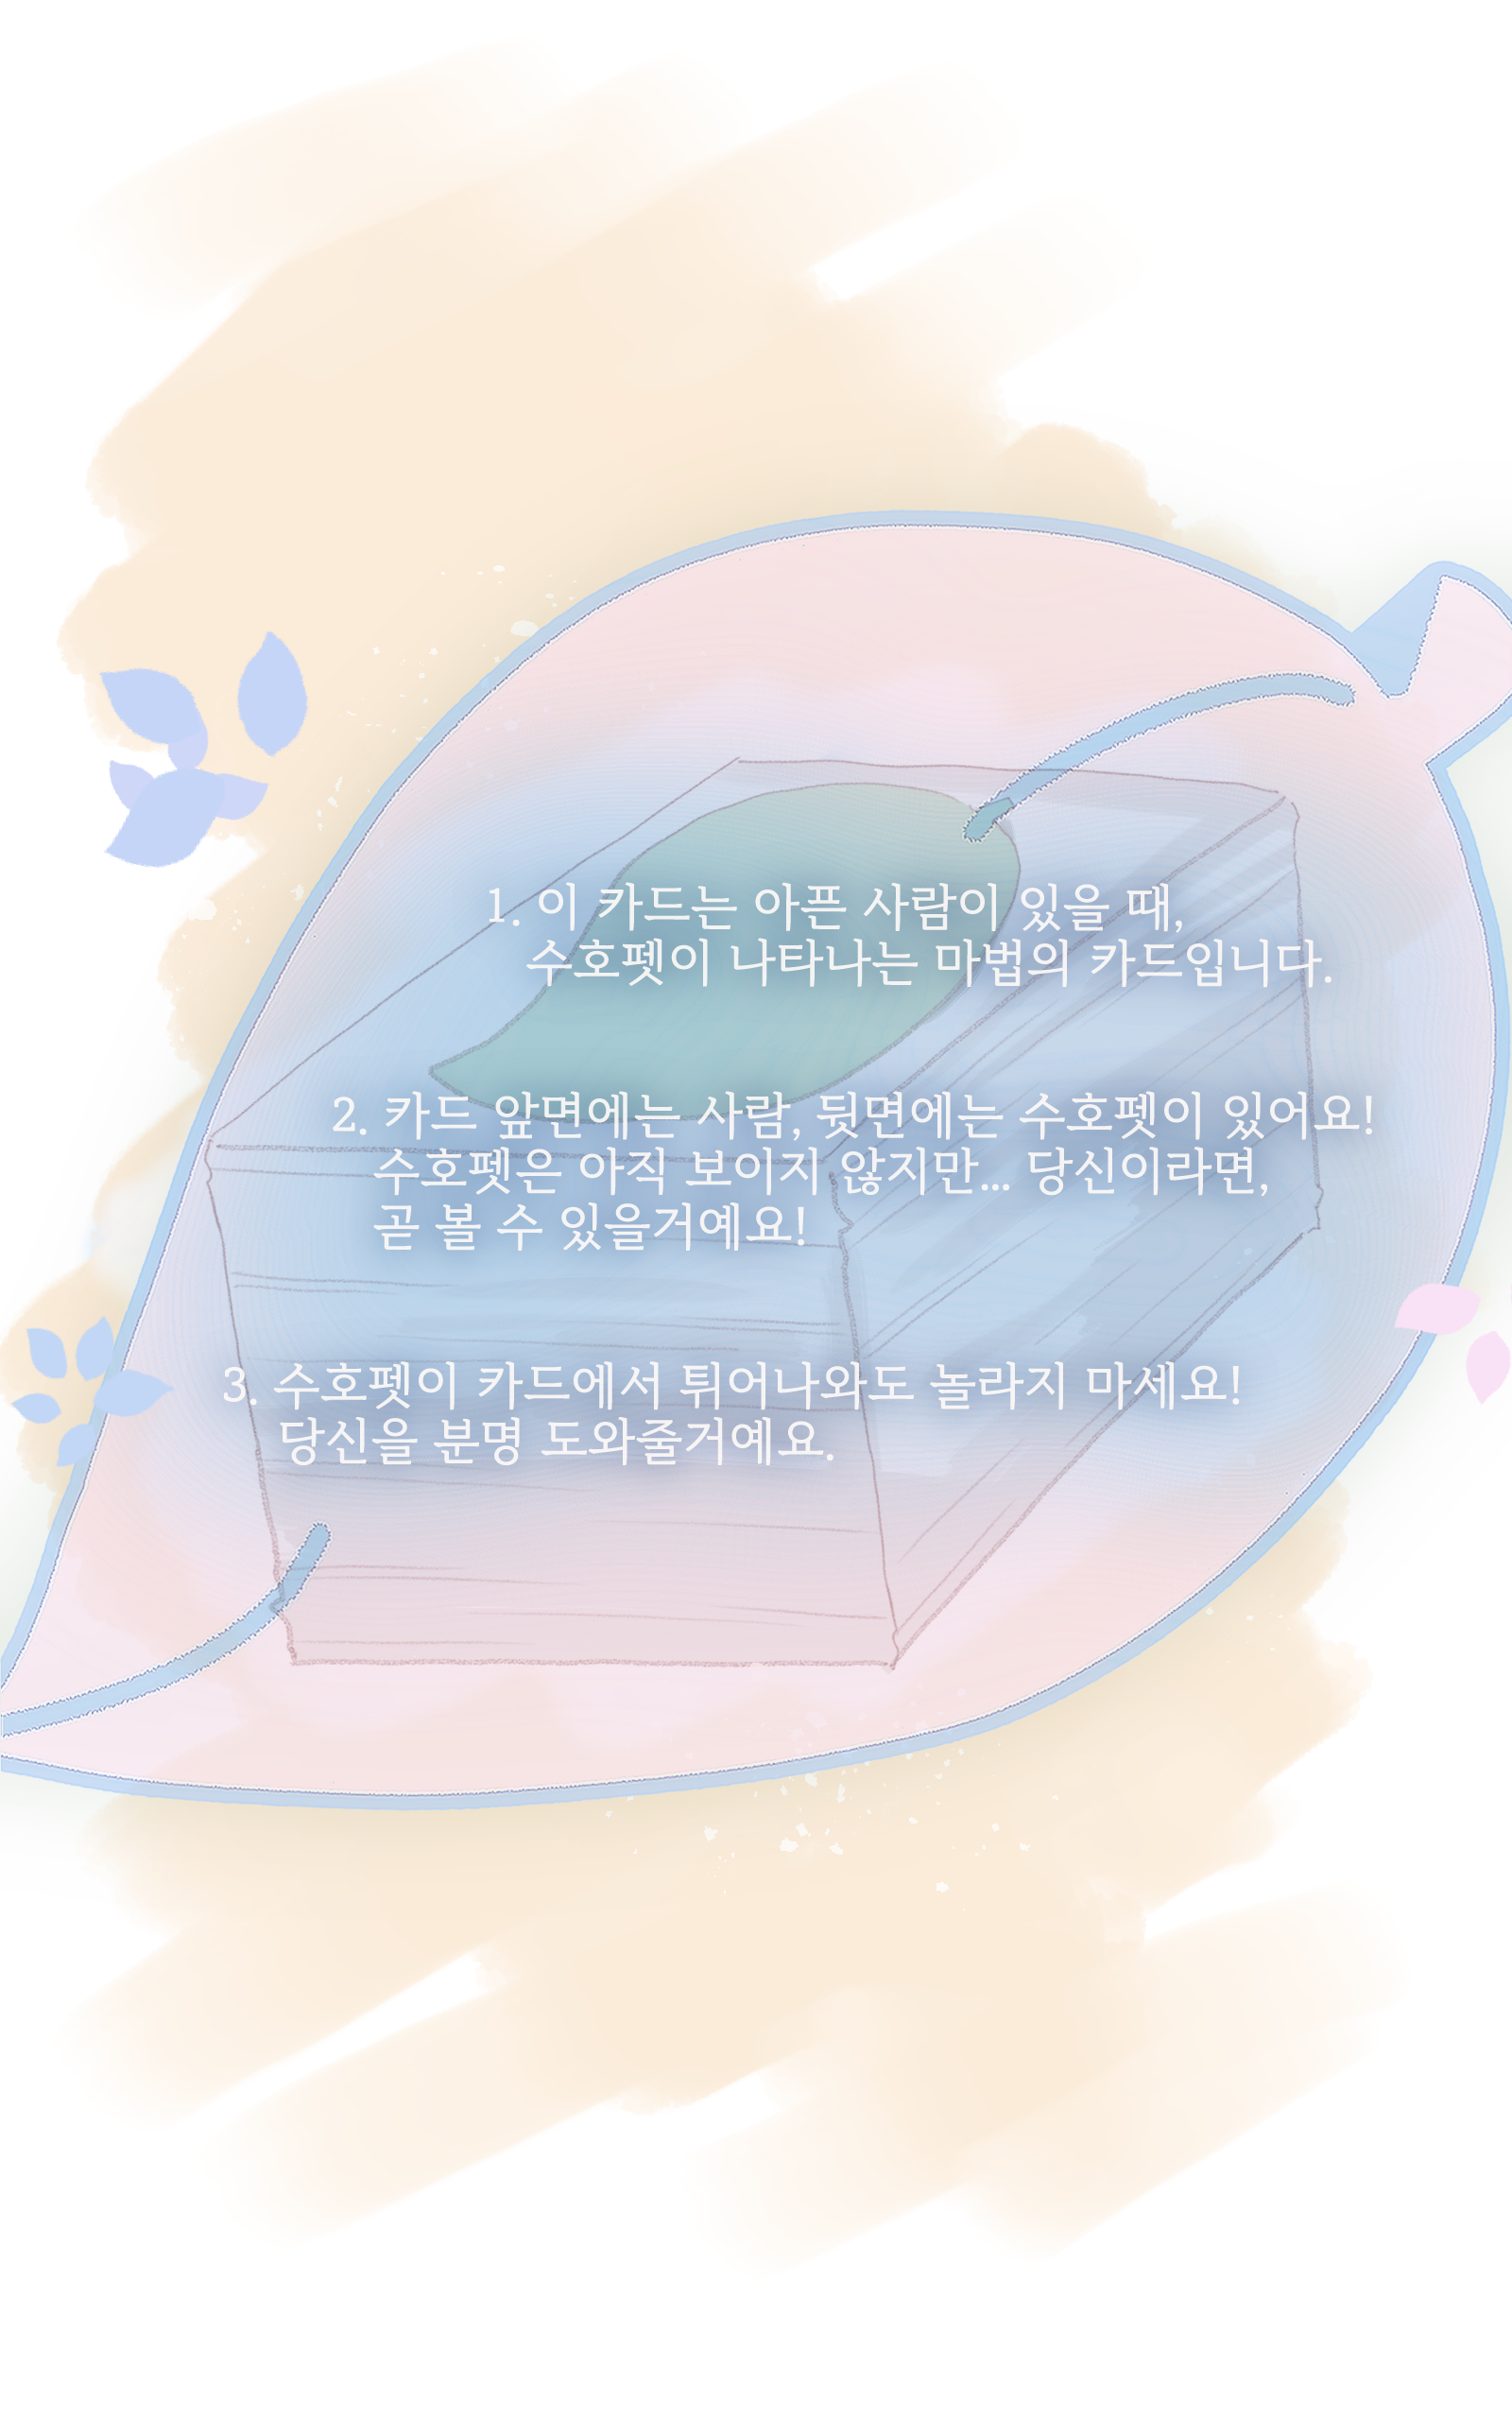 1. 이 카드는 아픈 사람이 있을 때,
수호펫이 나타나는 마법의 카드입니다.
2. 카드 앞면에는 사람, 뒷면에는 수호펫이 있어요!
수호펫은 아직 보이지 않지만... 당신이라면,
곧 볼 수 있을거예요!
3. 수호펫이 카드에서 튀어나와도 놀라지 마세요!
당신을 분명 도와줄거예요.